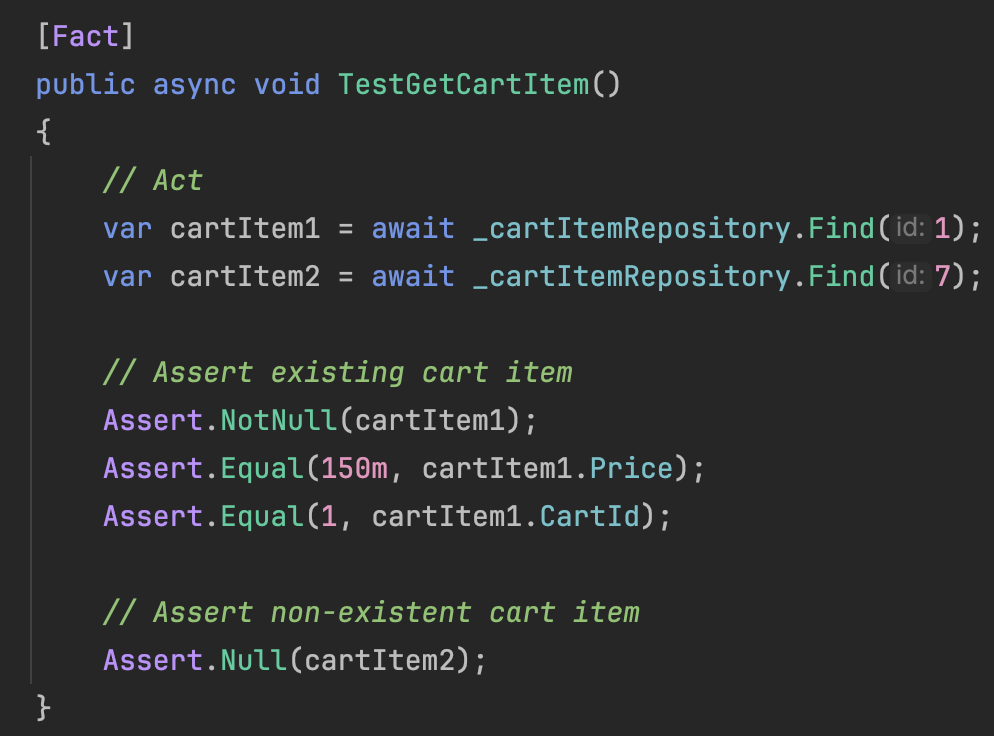 [Fact]
public async void TestGetCartItem()
{
// Act
var cartItem1 = await _cartItemRepository.Find(id: 1);
var cartItem2 = await _cartItemRepository.Find(id: 7);
// Assert existing cart item
Assert.NotNull(cartItem1);
Assert.Equal(150m, cartItem1.Price);
Assert.Equal(1, cartItem1.CartId);
// Assert non-existent cart item
Assert.Null(cartItem2);
}